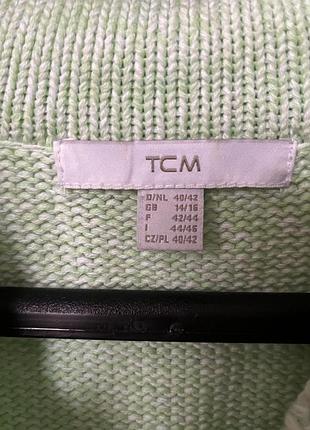 TCM
D/NL 40/42
GB 14/16
F 42/44
I 44/46
CZ/PL 40/42